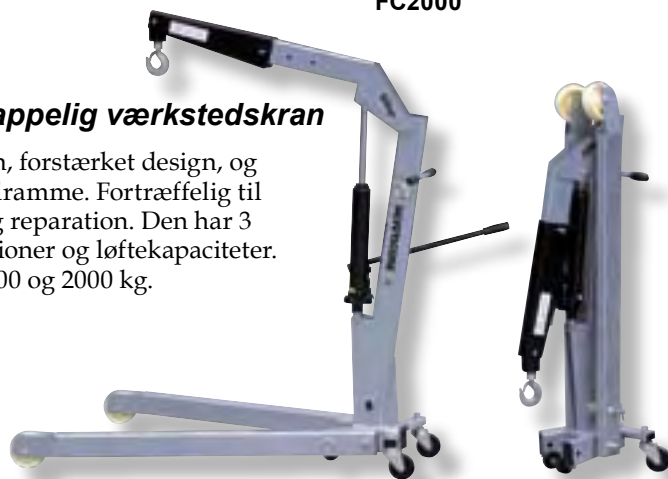 FC2000
appelig værkstedskran
n, forstærket design, og
dramme. Fortræffelig til
g reparation. Den har 3
ioner og løftekapaciteter.
00 og 2000 kg.